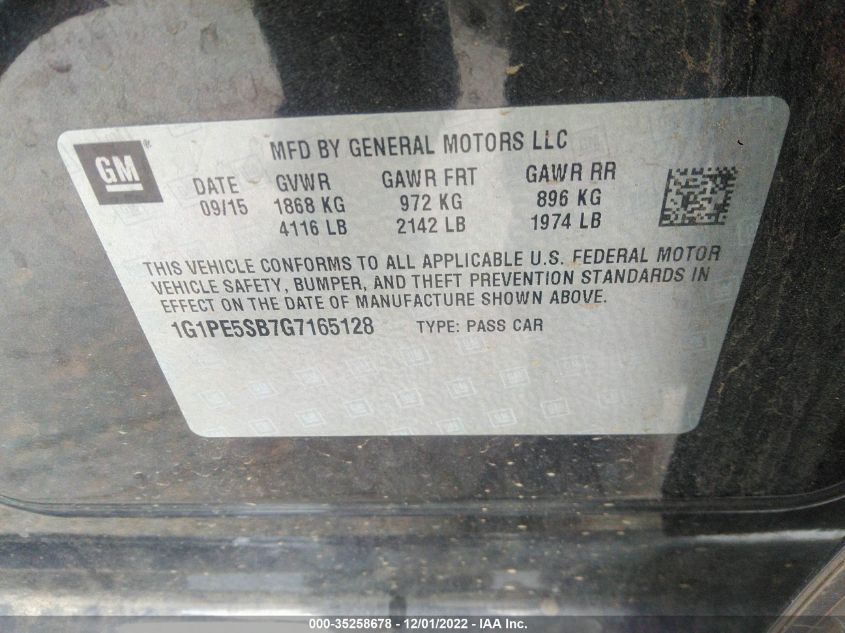 GM
MFD BY GENERAL MOTORS LLC
DATE GVWR GAWR FRT GAWR RR
09/15 1868 KG 972 KG 896 KG
4116 LB 2142 LB 1974 LB
THIS VEHICLE CONFORMS TO ALL APPLICABLE U.S. FEDERAL MOTOR
VEHICLE SAFETY, BUMPER, AND THEFT PREVENTION STANDARDS IN
EFFECT ON THE DATE OF MANUFACTURE SHOWN ABOVE.
1G1PE5SB7G7165128 TYPE: PASS CAR
000-35258678 - 12/01/2022 - IAA Inc.